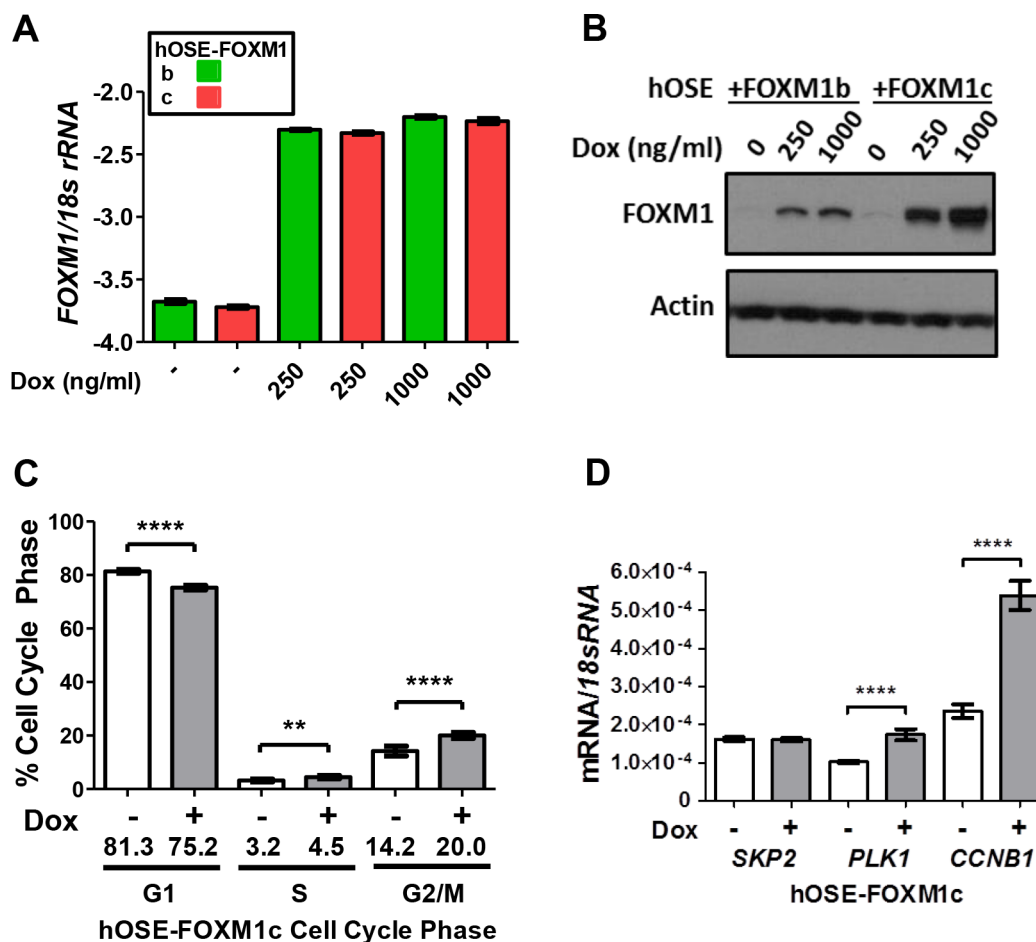 A
hOSE-FOXM1
b
c
FOXM1/18s rRNA
-2.0
-2.5
-3.0
-3.5
-4.0
Dox (ng/ml)
- - 250 250 1000 1000
B
hOSE +FOXM1b +FOXM1c
Dox (ng/ml) 0 250 1000 0 250 1000
FOXM1
Actin
C
% Cell Cycle Phase
100
80
60
40
20
0
**** ** ****
Dox - + - + - +
81.3 75.2 3.2 4.5 14.2 20.0
G1 S G2/M
hOSE-FOXM1c Cell Cycle Phase
D
mRNA/18sRNA
6.0×10-4
5.0×10-4
4.0×10-4
3.0×10-4
2.0×10-4
1.0×10-4
0
**** ****
Dox - + - + - +
SKP2 PLK1 CCNB1
hOSE-FOXM1c